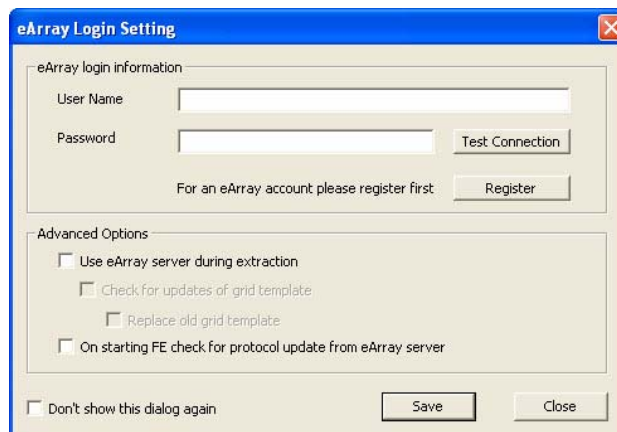 eArray Login Setting
eArray login information
User Name
Password
Test Connection
For an eArray account please register first
Register
Advanced Options
Use eArray server during extraction
Check for updates of grid template
Replace old grid template
On starting FE check for protocol update from eArray server
Don't show this dialog again
Save
Close